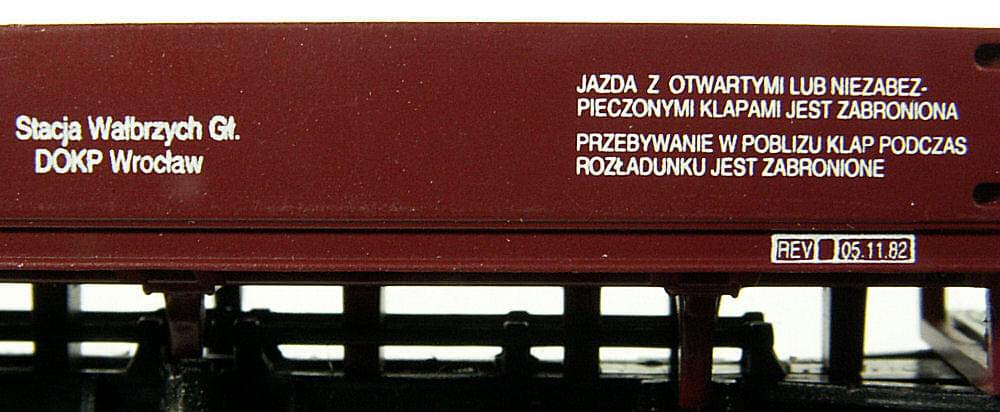 Stacja Wałbrzych Gł.
DOKP Wrocław
JAZDA Z OTWARTYMI LUB NIEZABEZ-
PIECZONYMI KLAPAMI JEST ZABRONIONA
PRZEBYWANIE W POBLIZU KLAP PODCZAS
ROZŁADUNKU JEST ZABRONIONE
REV 05.11.82